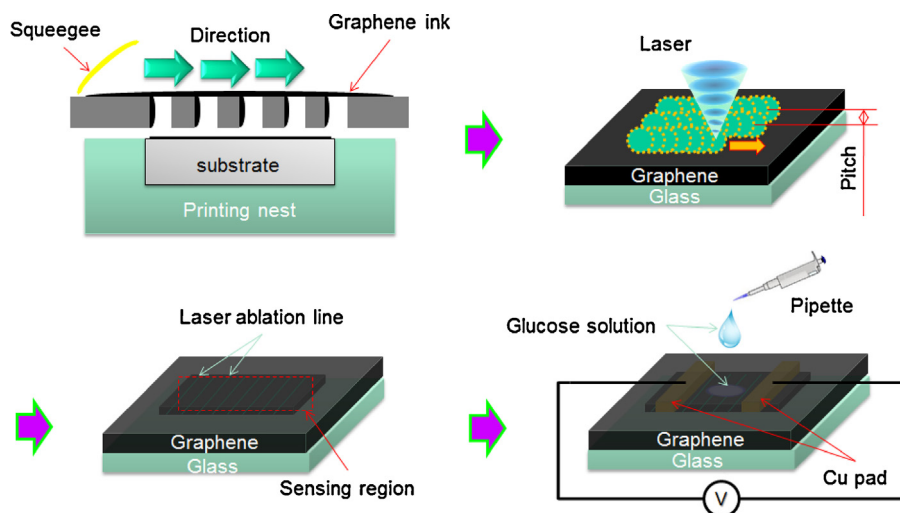 Squeegee
Direction
Graphene ink
substrate
Printing nest
Laser
Graphene
Glass
Pitch
Laser ablation line
Graphene
Glass
Sensing region
Pipette
Glucose solution
Graphene
Glass
Cu pad
V